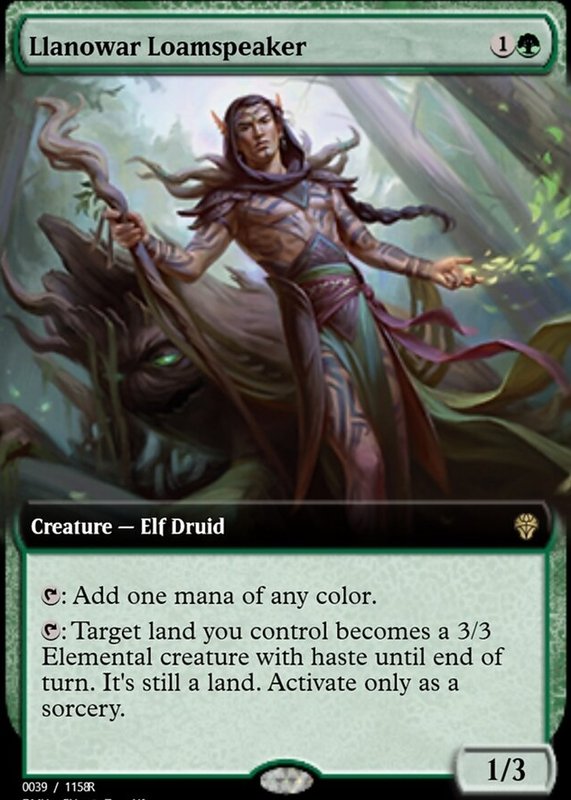 Llanowar Loamspeaker 1
Creature — Elf Druid
: Add one mana of any color.
: Target land you control becomes a 3/3
Elemental creature with haste until end of
turn. It's still a land. Activate only as a
sorcery.
1/3
0039 / 1158R